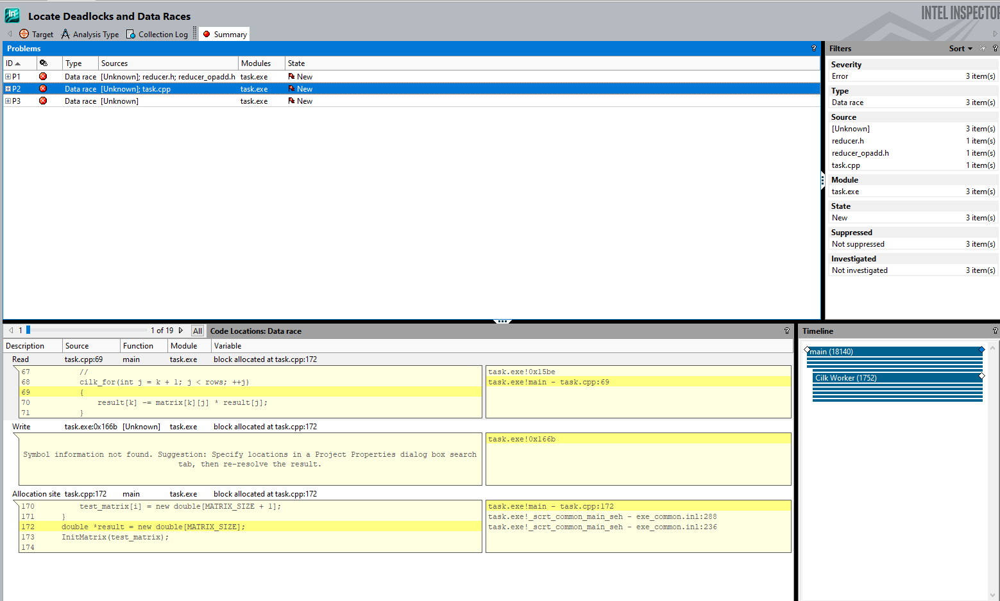 Locate Deadlocks and Data Races
INTEL INSPECTOR
Target Analysis Type Collection Log Summary
Problems ?
ID Type Sources Modules State
P1 Data race [Unknown]; reducer.h; reducer_opadd.h task.exe New
P2 Data race [Unknown]; task.cpp task.exe New
P3 Data race [Unknown] task.exe New
Filters Sort ?
Severity
Error 3 item(s)
Type
Data race 3 item(s)
Source
[Unknown] 3 item(s)
reducer.h 1 item(s)
reducer_opadd.h 1 item(s)
task.cpp 1 item(s)
Module
task.exe 3 item(s)
State
New 3 item(s)
Suppressed
Not suppressed 3 item(s)
Investigated
Not investigated 3 item(s)
1 1 of 19 All Code Locations: Data race ?
Description Source Function Module Variable
Read task.cpp:69 main task.exe block allocated at task.cpp:172
67 //
68 cilk_for(int j = k + 1; j < rows; ++j)
69 {
70 result[k] -= matrix[k][j] * result[j];
71 }
task.exe!0x15be
task.exe!main - task.cpp:69
Write task.exe:0x166b [Unknown] task.exe block allocated at task.cpp:172
Symbol information not found. Suggestion: Specify locations in a Project Properties dialog box search
tab, then re-resolve the result.
task.exe!0x166b
Allocation site task.cpp:172 main task.exe block allocated at task.cpp:172
170 test_matrix[i] = new double[MATRIX_SIZE + 1];
171 }
172 double *result = new double[MATRIX_SIZE];
173 InitMatrix(test_matrix);
174
task.exe!main - task.cpp:172
task.exe!_scrt_common_main_seh - exe_common.inl:288
task.exe!_scrt_common_main_seh - exe_common.inl:236
Timeline ?
main (18140)
Cilk Worker (1752)